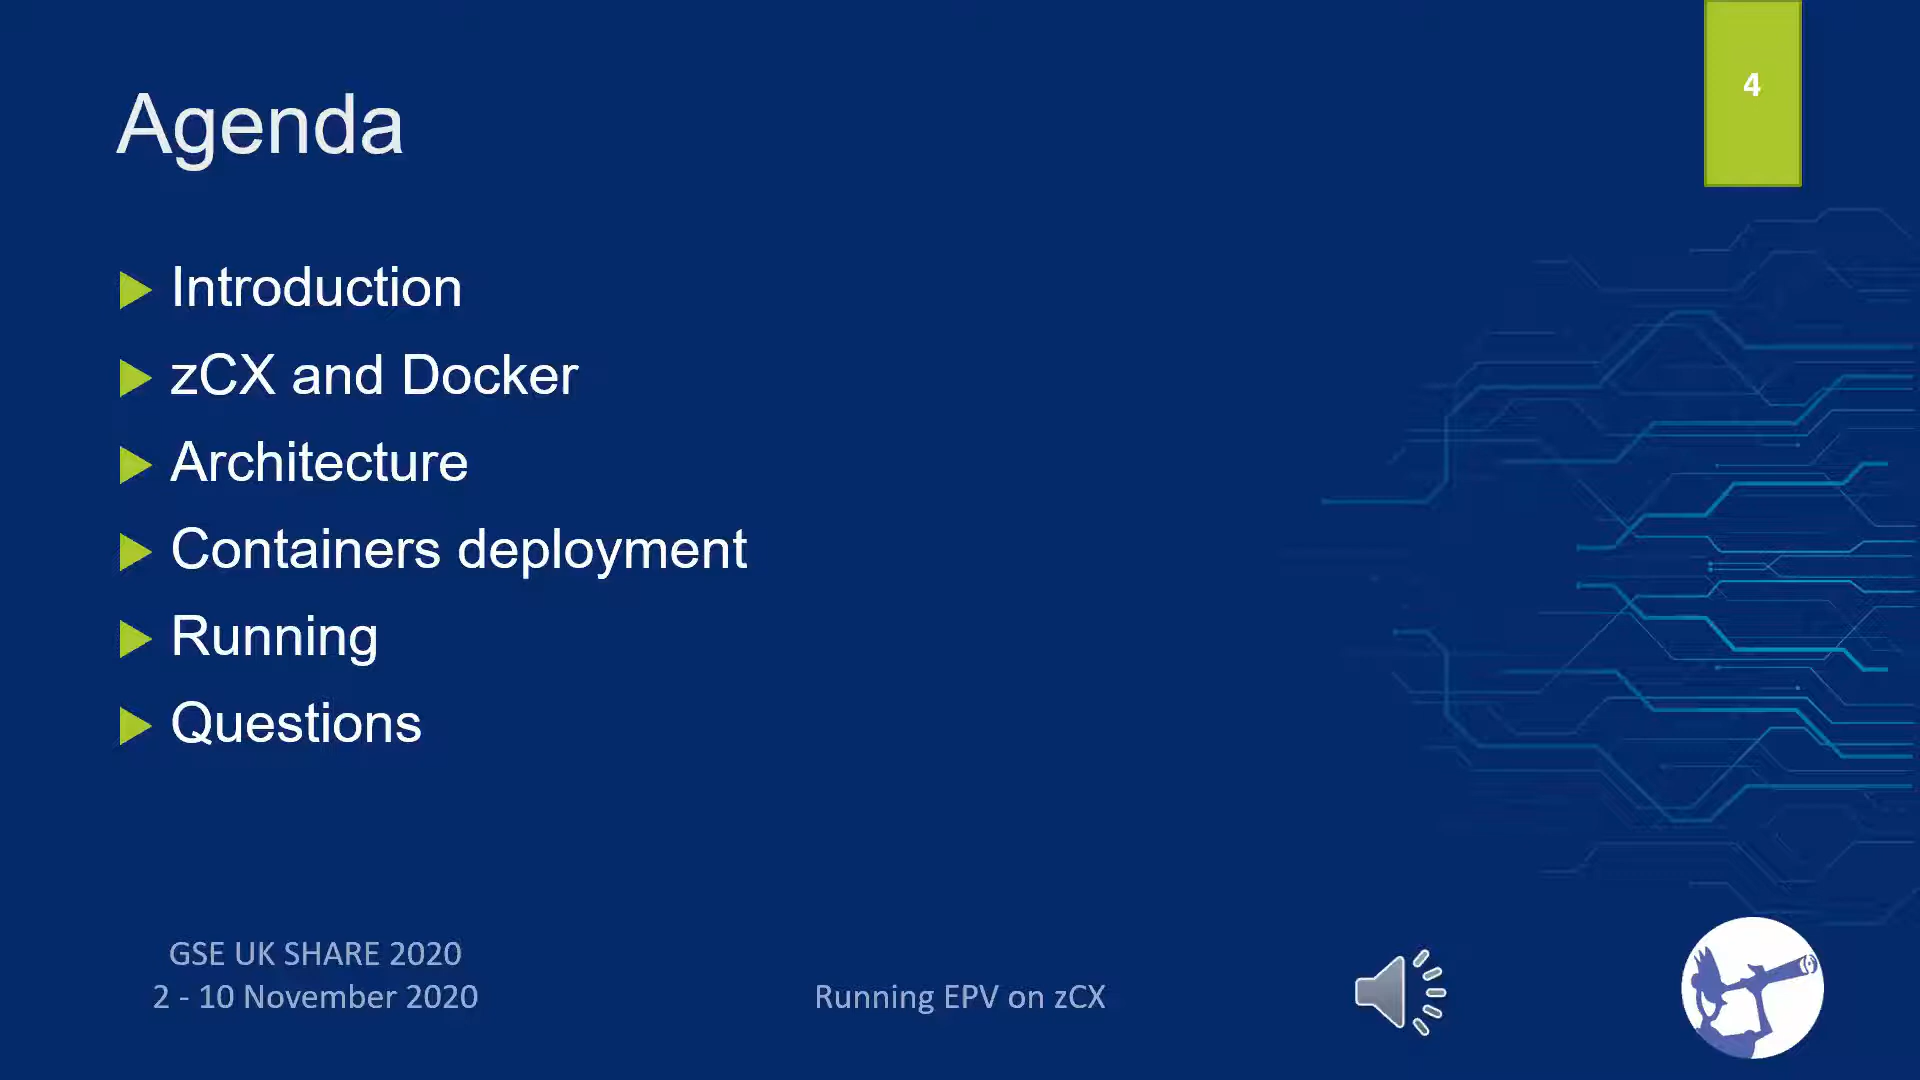 4
Agenda
Introduction
zCX and Docker
Architecture
Containers deployment
Running
Questions
GSE UK SHARE 2020
2 - 10 November 2020
Running EPV on zCX